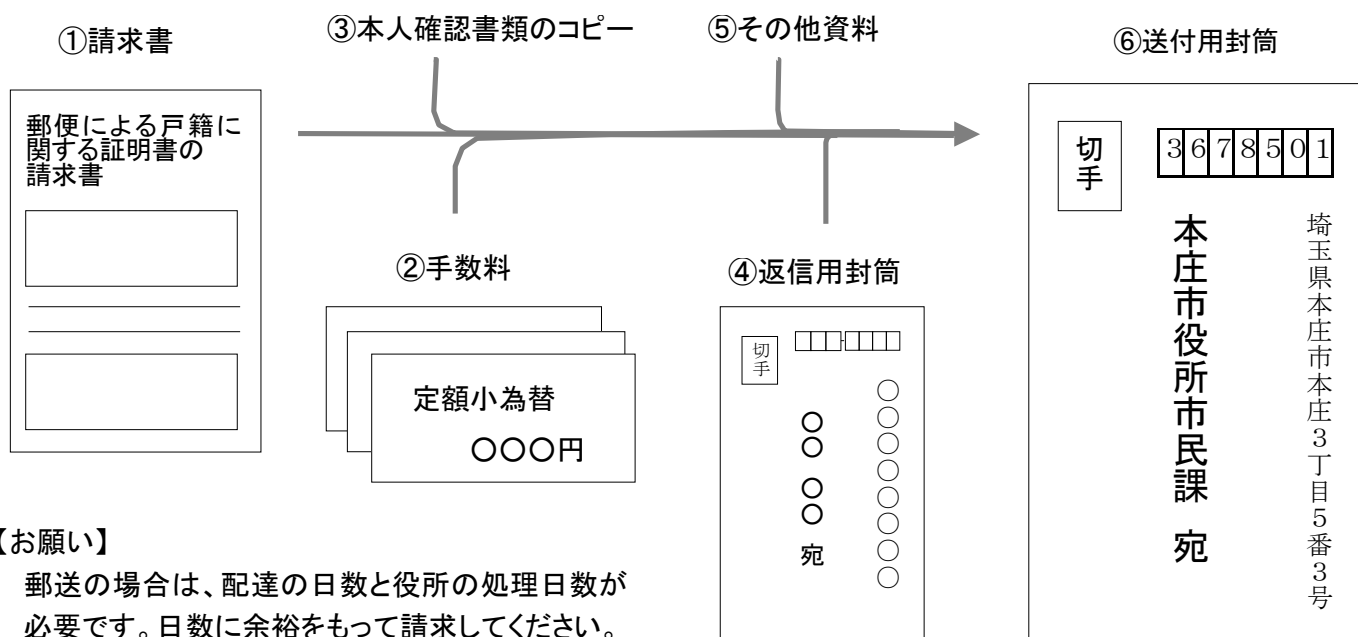 ①請求書
③本人確認書類のコピー
⑤その他資料
⑥送付用封筒
郵便による戸籍に
関する証明書の
請求書
切手
3678501
埼玉県本庄市本庄3丁目5番3号
本庄市役所市民課 宛
②手数料
定額小為替
〇〇〇円
④返信用封筒
切手
○○○○○○○○
〇〇 〇〇 宛
【お願い】
郵送の場合は、配達の日数と役所の処理日数が
必要です。日数に余裕をもって請求してください。